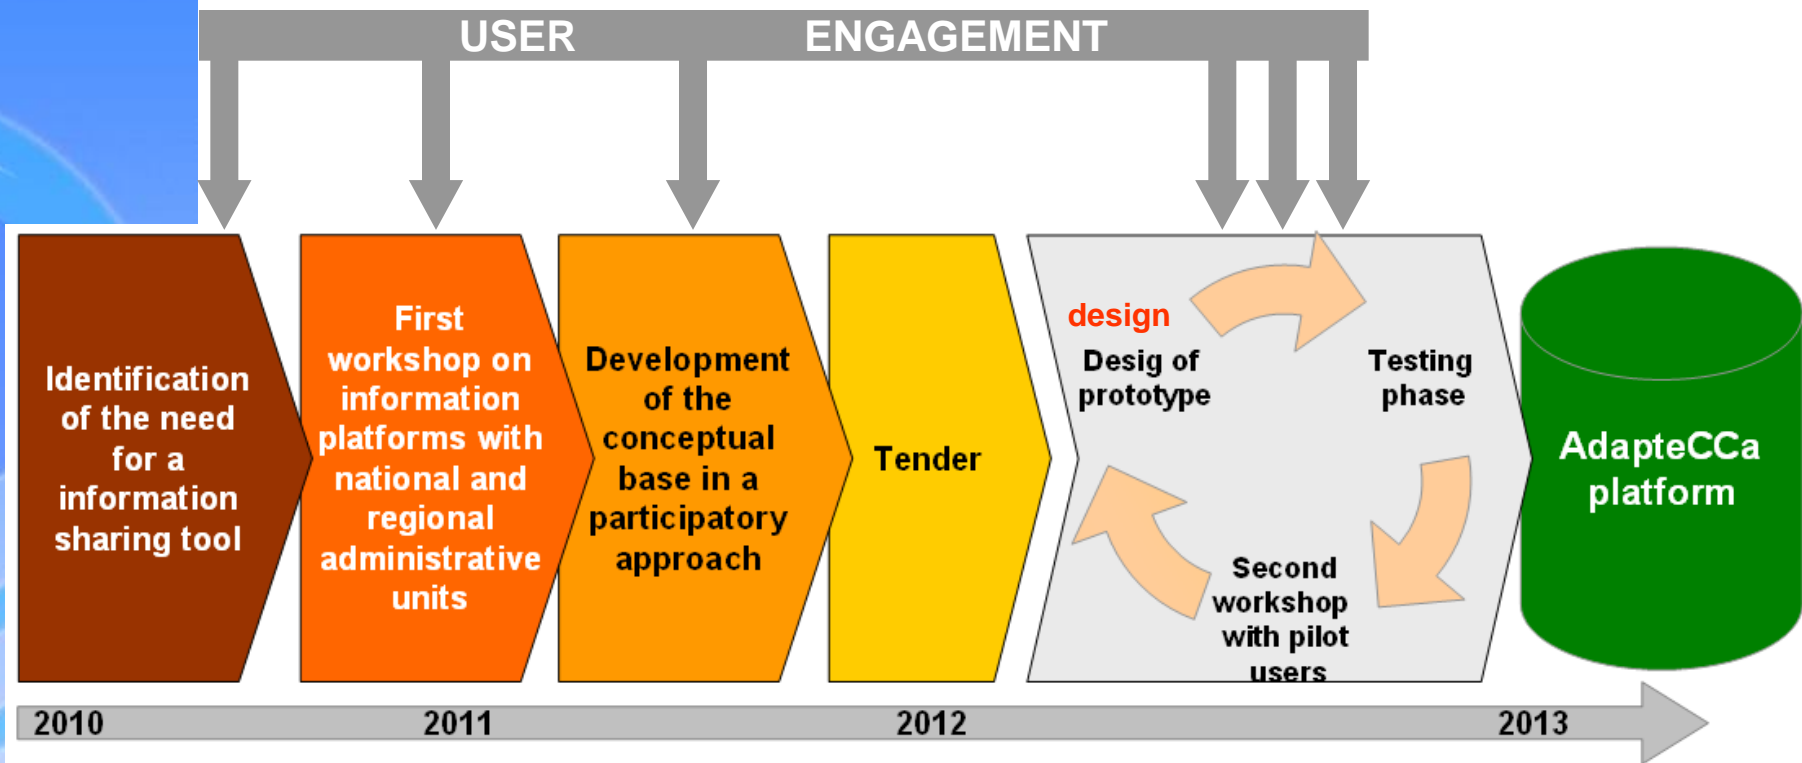 USER ENGAGEMENT
Identification
of the need
for a
information
sharing tool
First
workshop on
information
platforms with
national and
regional
administrative
units
Development
of the
conceptual
base in a
participatory
approach
Tender
design
Desig of
prototype
Testing
phase
Second
workshop
with pilot
users
AdapteCCa
platform
2010 2011 2012 2013